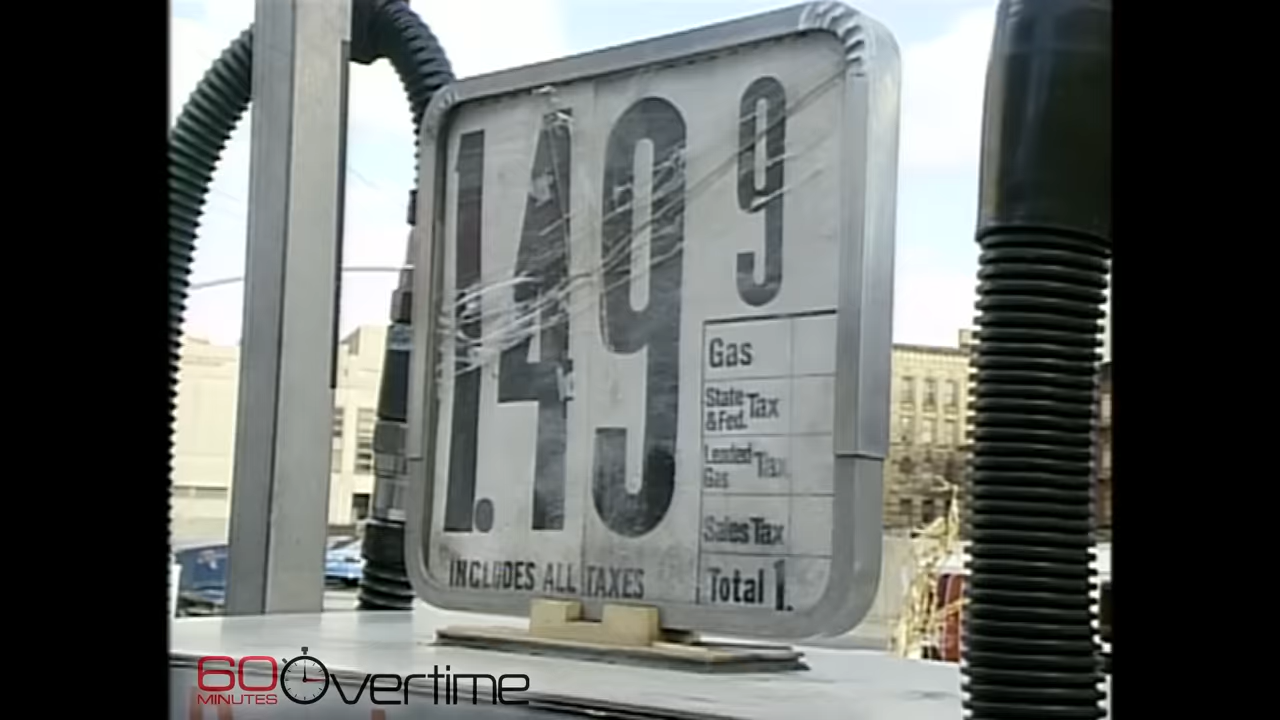 1.49 9
Gas
State & Fed. Tax
Leaded Gas Tax
Sales Tax
Total 1.
INCLUDES ALL TAXES
60 MINUTES Overtime